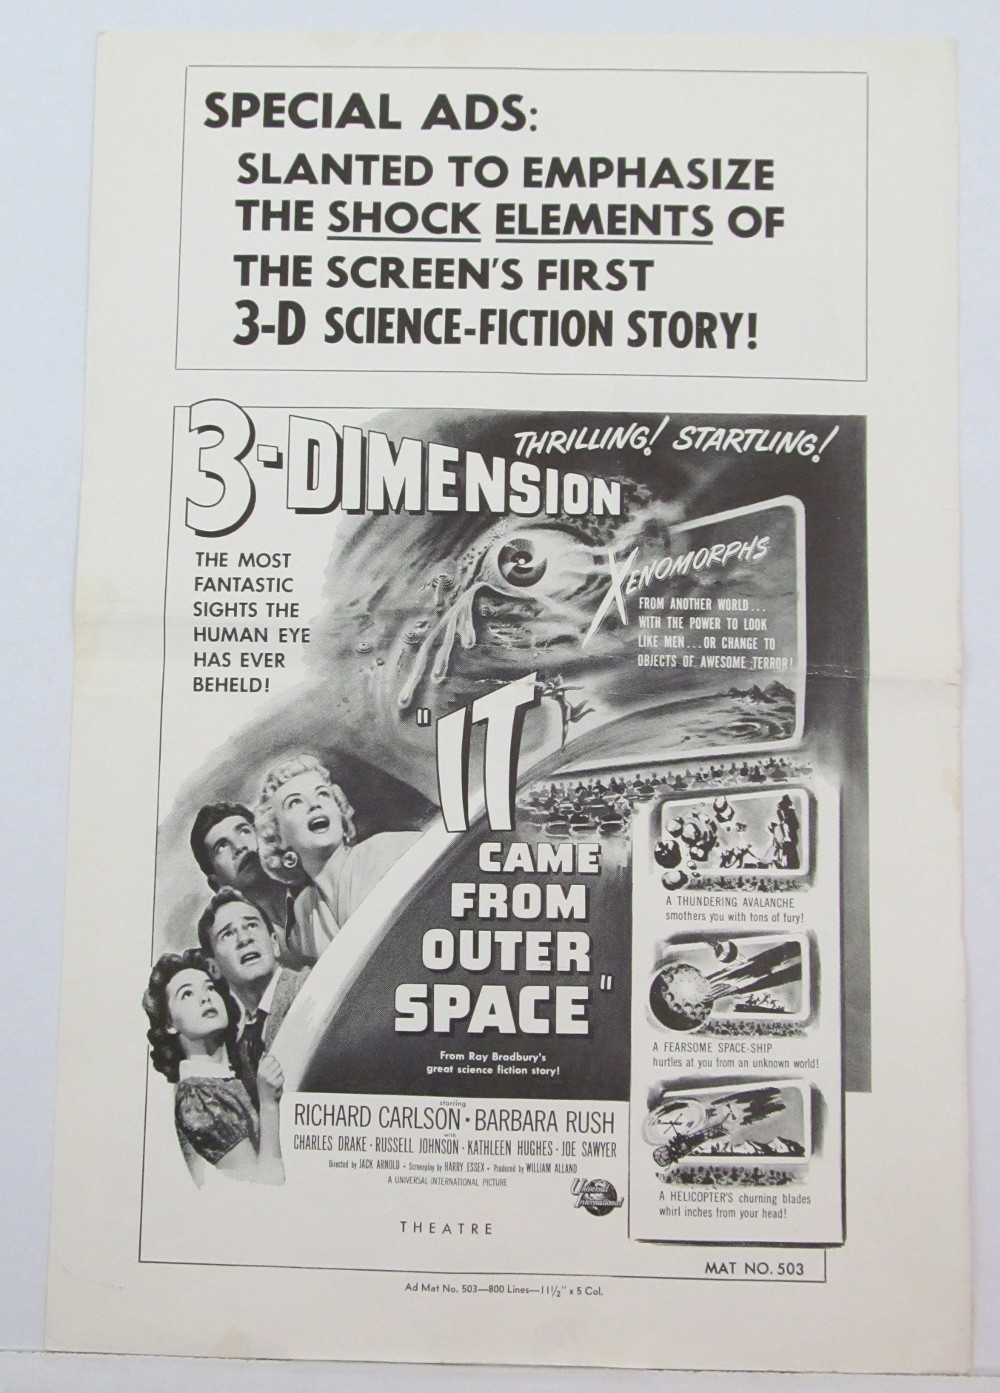 SPECIAL ADS:
SLANTED TO EMPHASIZE
THE SHOCK ELEMENTS OF
THE SCREEN'S FIRST
3-D SCIENCE-FICTION STORY!
3-DIMENSION
THRILLING! STARTLING!
THE MOST
FANTASTIC
SIGHTS THE
HUMAN EYE
HAS EVER
BEHELD!
XENOMORPHS
FROM ANOTHER WORLD...
WITH THE POWER TO LOOK
LIKE MEN...OR CHANGE TO
OBJECTS OF AWESOME TERROR!
"IT
CAME
FROM
OUTER
SPACE"
From Ray Bradbury's
great science fiction story!
A THUNDERING AVALANCHE
smothers you with tons of fury!
A FEARSOME SPACE-SHIP
hurtles at you from an unknown world!
A HELICOPTER'S churning blades
whirl inches from your head!
starring
RICHARD CARLSON • BARBARA RUSH
with
CHARLES DRAKE • RUSSELL JOHNSON • KATHLEEN HUGHES • JOE SAWYER
Directed by JACK ARNOLD • Screenplay by HARRY ESSEX • Produced by WILLIAM ALLAND
A UNIVERSAL INTERNATIONAL PICTURE
Universal
International
THEATRE
MAT NO. 503
Ad Mat No. 503—800 Lines—11½" x 5 Col.